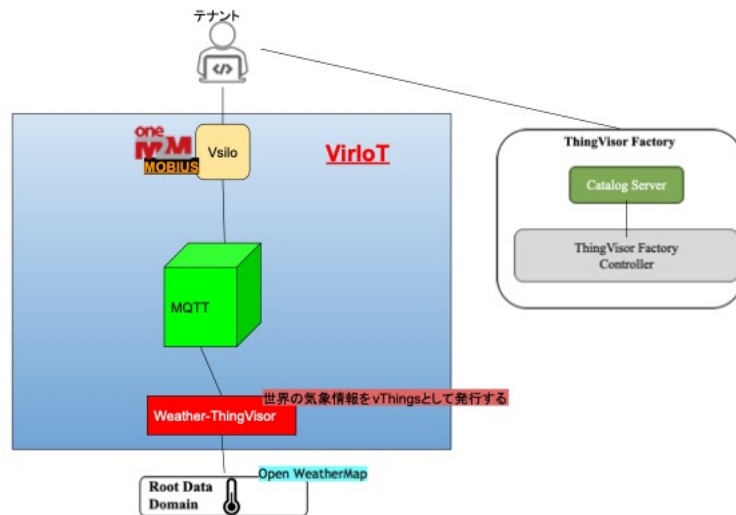 テナント
one
M2M
MOBIUS
Vsilo
VirIoT
ThingVisor Factory
Catalog Server
ThingVisor Factory
Controller
MQTT
世界の気象情報をvThingsとして発行する
Weather-ThingVisor
Open WeatherMap
Root Data
Domain